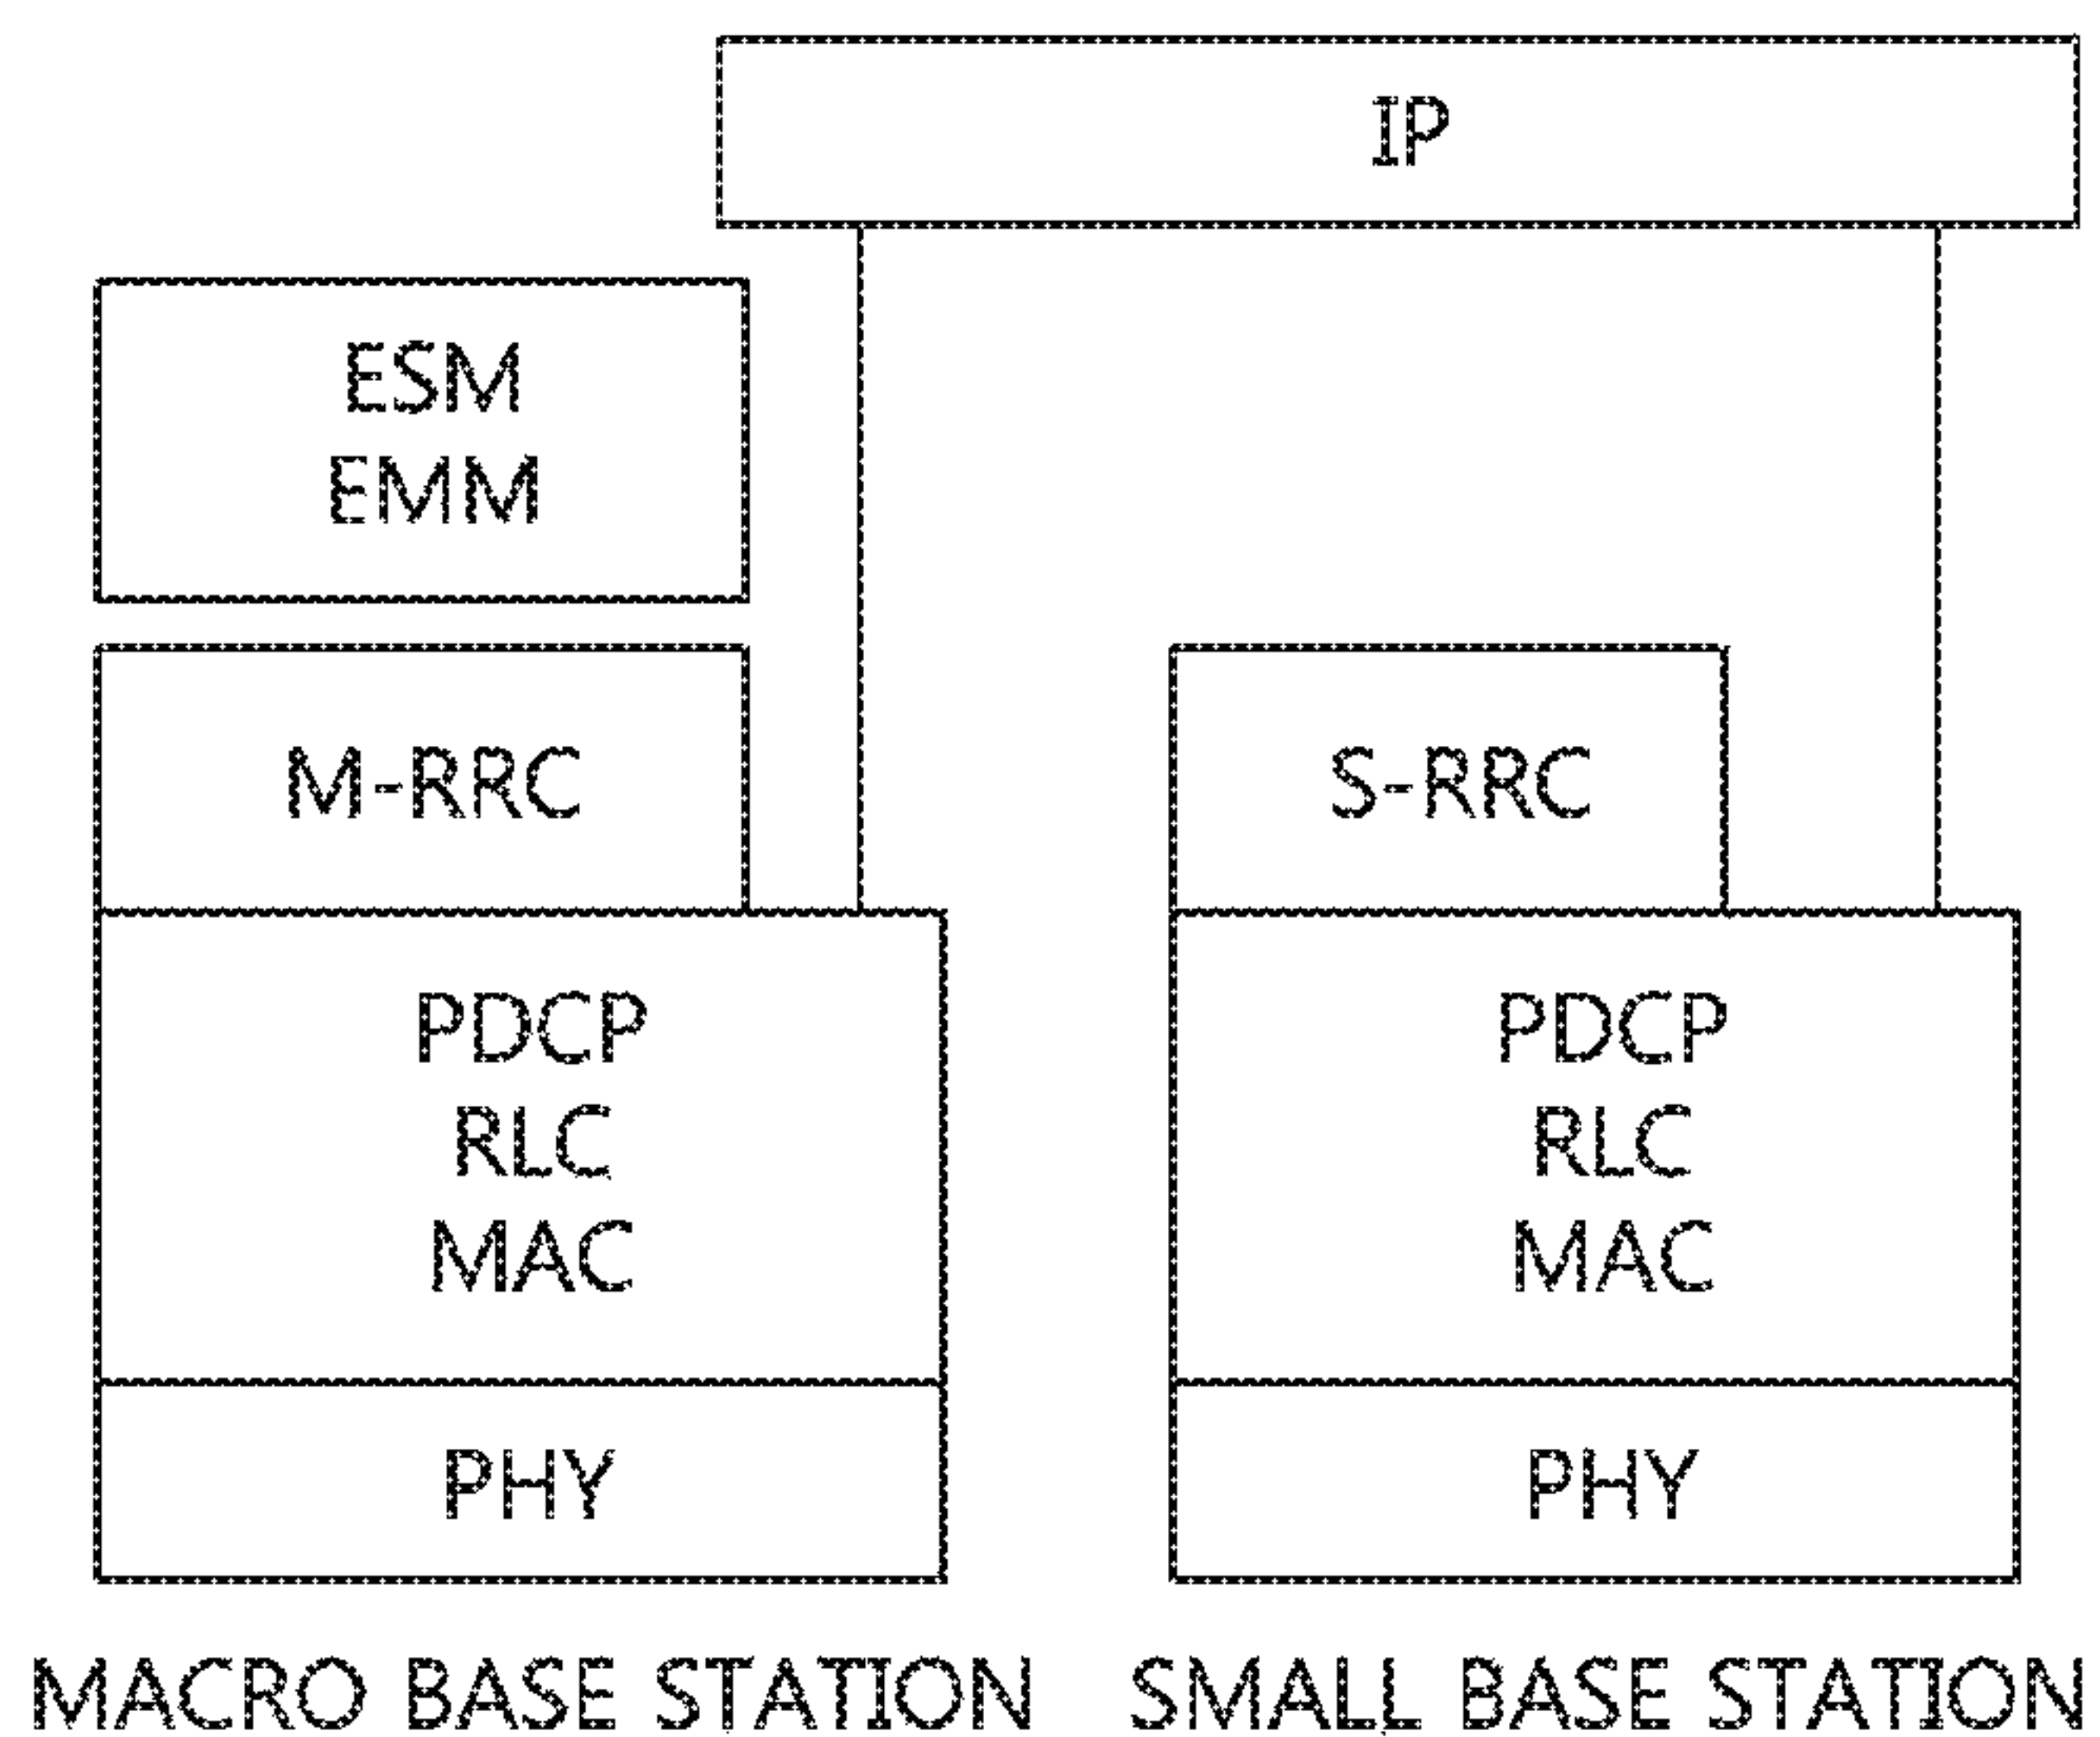 IP
ESM
EMM
M-RRC
S-RRC
PDCP
RLC
MAC
PDCP
RLC
MAC
PHY
PHY
MACRO BASE STATION
SMALL BASE STATION